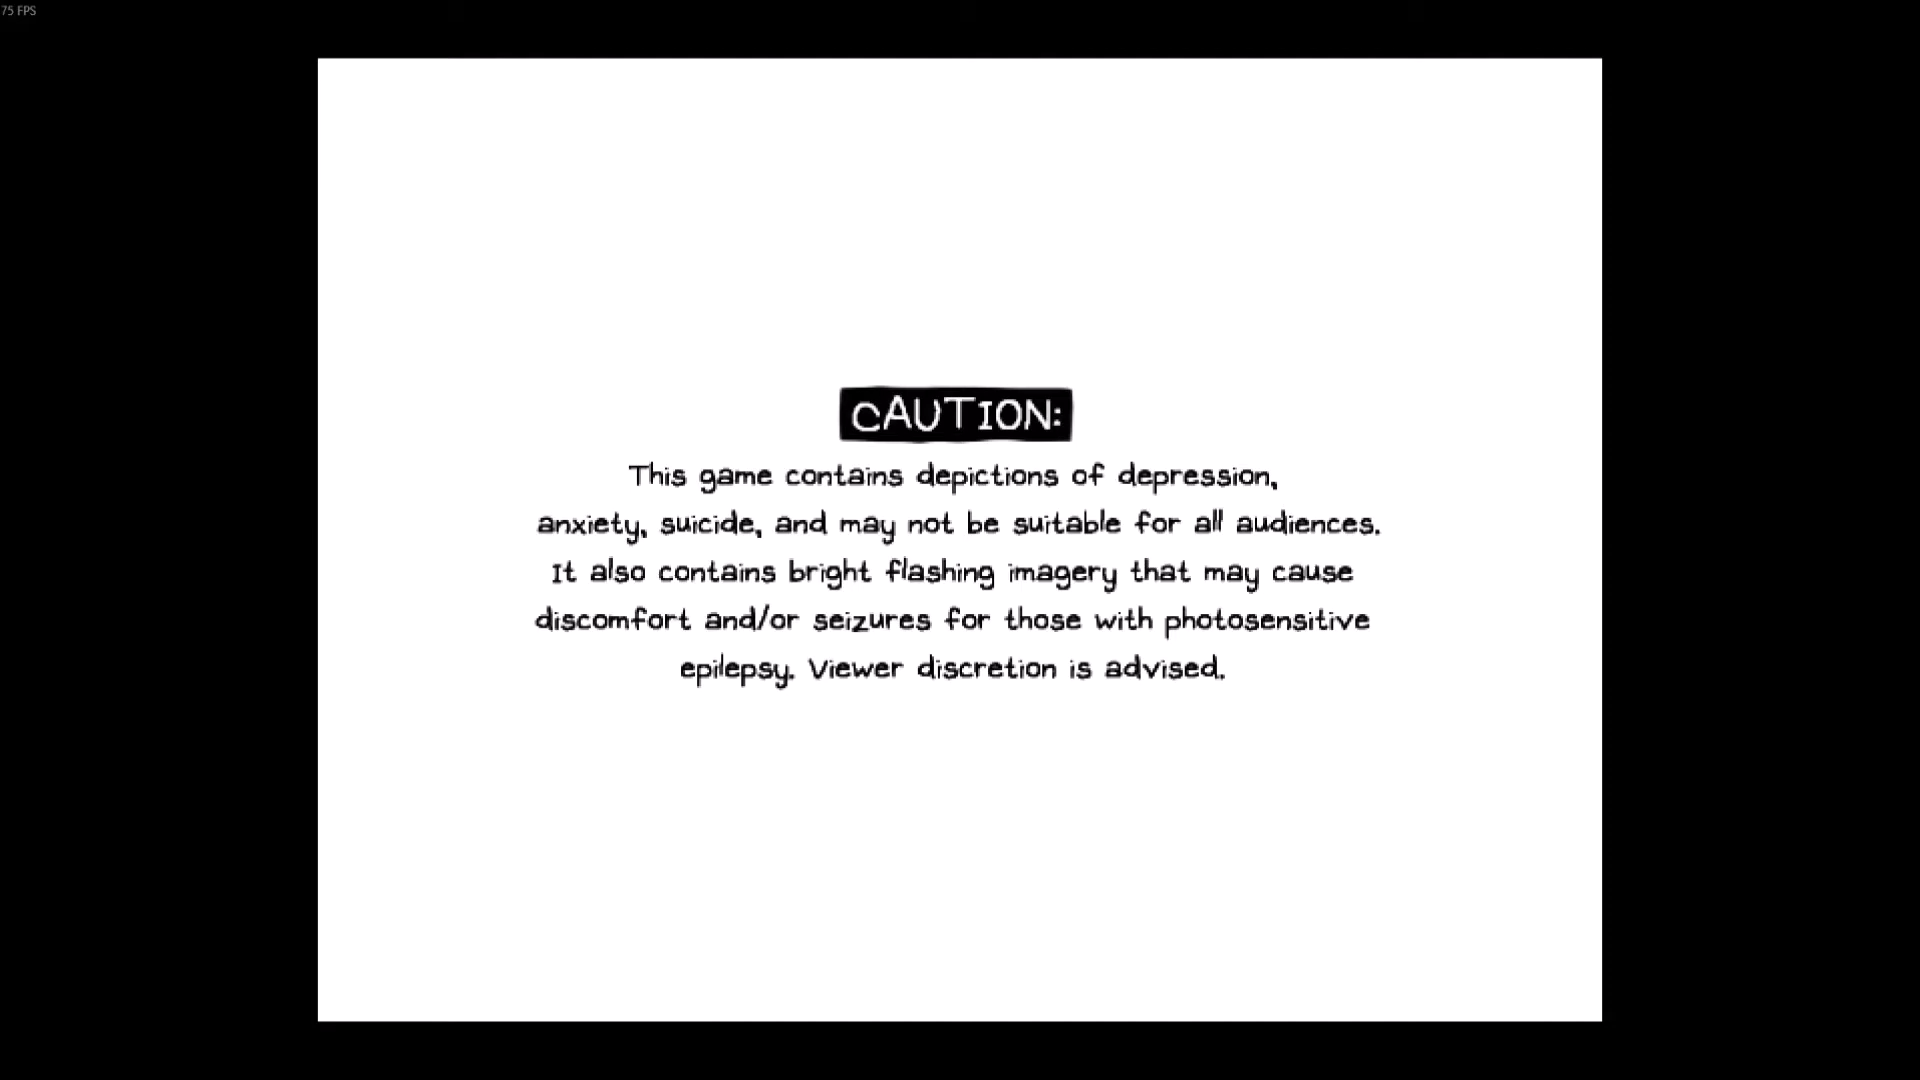 75 FPS
cAUTION:
This game contains depictions of depression,
anxiety, suicide, and may not be suitable for all audiences.
It also contains bright flashing imagery that may cause
discomfort and/or seizures for those with photosensitive
epilepsy. Viewer discretion is advised.